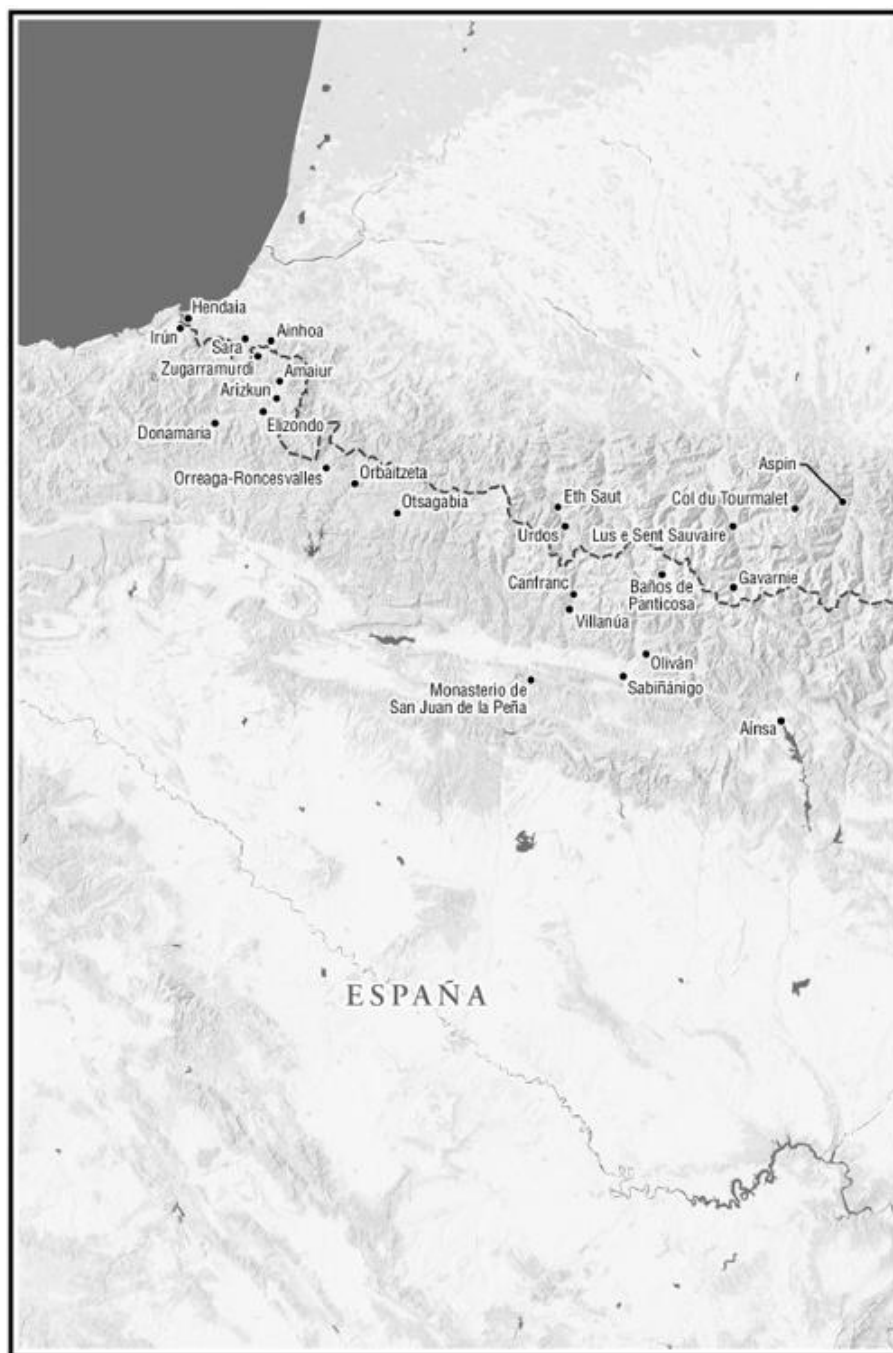 Hendaia
Irún
Sara
Ainhoa
Zugarramurdi
Amaiur
Arizkun
Elizondo
Donamaria
Orreaga-Roncesvalles
Orbaitzeta
Otsagabia
Aspin
Eth Saut
Col du Tourmalet
Urdos
Lus e Sent Sauvaire
Canfranc
Baños de
Panticosa
Gavarnie
Villanúa
Oliván
Monasterio de
San Juan de la Peña
Sabiñánigo
Aínsa
ESPAÑA